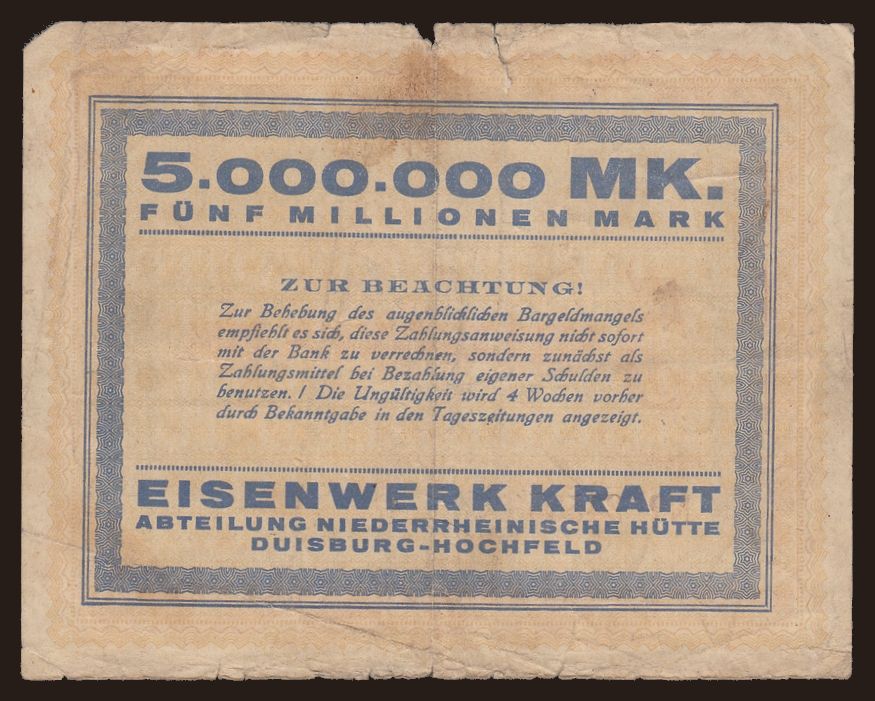 5.000.000 MK.
FÜNF MILLIONEN MARK
ZUR BEACHTUNG!
Zur Behebung des augenblicklichen Bargeldmangels
empfiehlt es sich, diese Zahlungsanweisung nicht sofort
mit der Bank zu verrechnen, sondern zunächst als
Zahlungsmittel bei Bezahlung eigener Schulden zu
benutzen. / Die Ungültigkeit wird 4 Wochen vorher
durch Bekanntgabe in den Tageszeitungen angezeigt.
EISENWERK KRAFT
ABTEILUNG NIEDERRHEINISCHE HÜTTE
DUISBURG-HOCHFELD